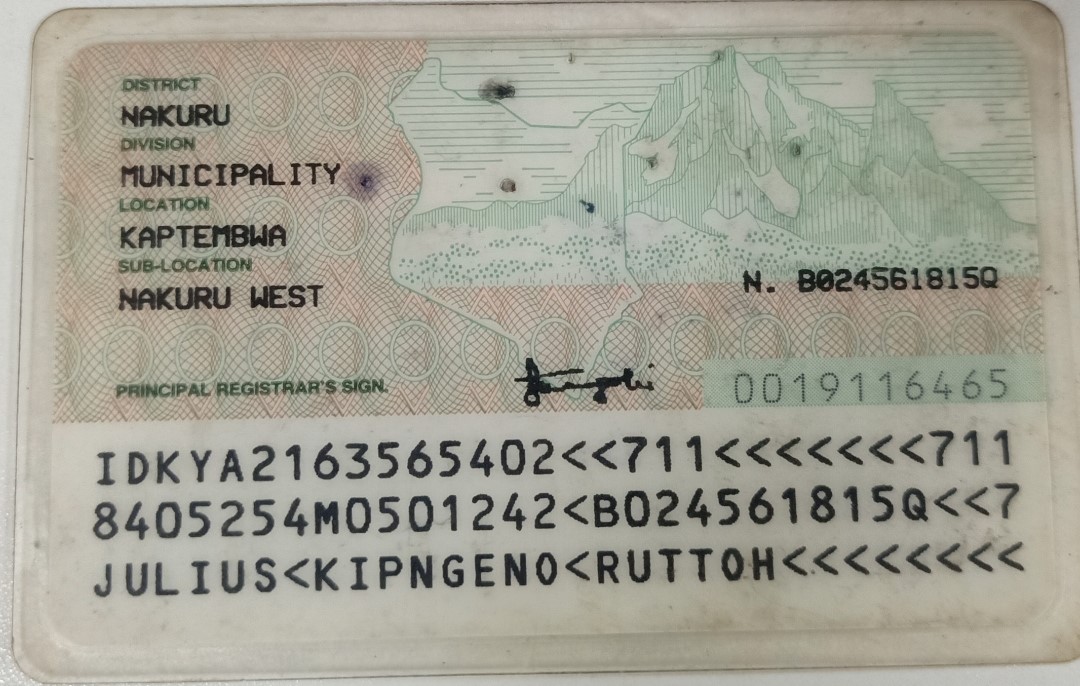 DISTRICT
NAKURU
DIVISION
MUNICIPALITY
LOCATION
KAPTEMBWA
SUB-LOCATION
NAKURU WEST
N. B024561815Q
PRINCIPAL REGISTRAR'S SIGN.
0019116465
IDKYA2163565402<<711<<<<<<<711
8405254M0501242<B024561815Q<<7
JULIUS<KIPNGENO<RUTTOH<<<<<<<<